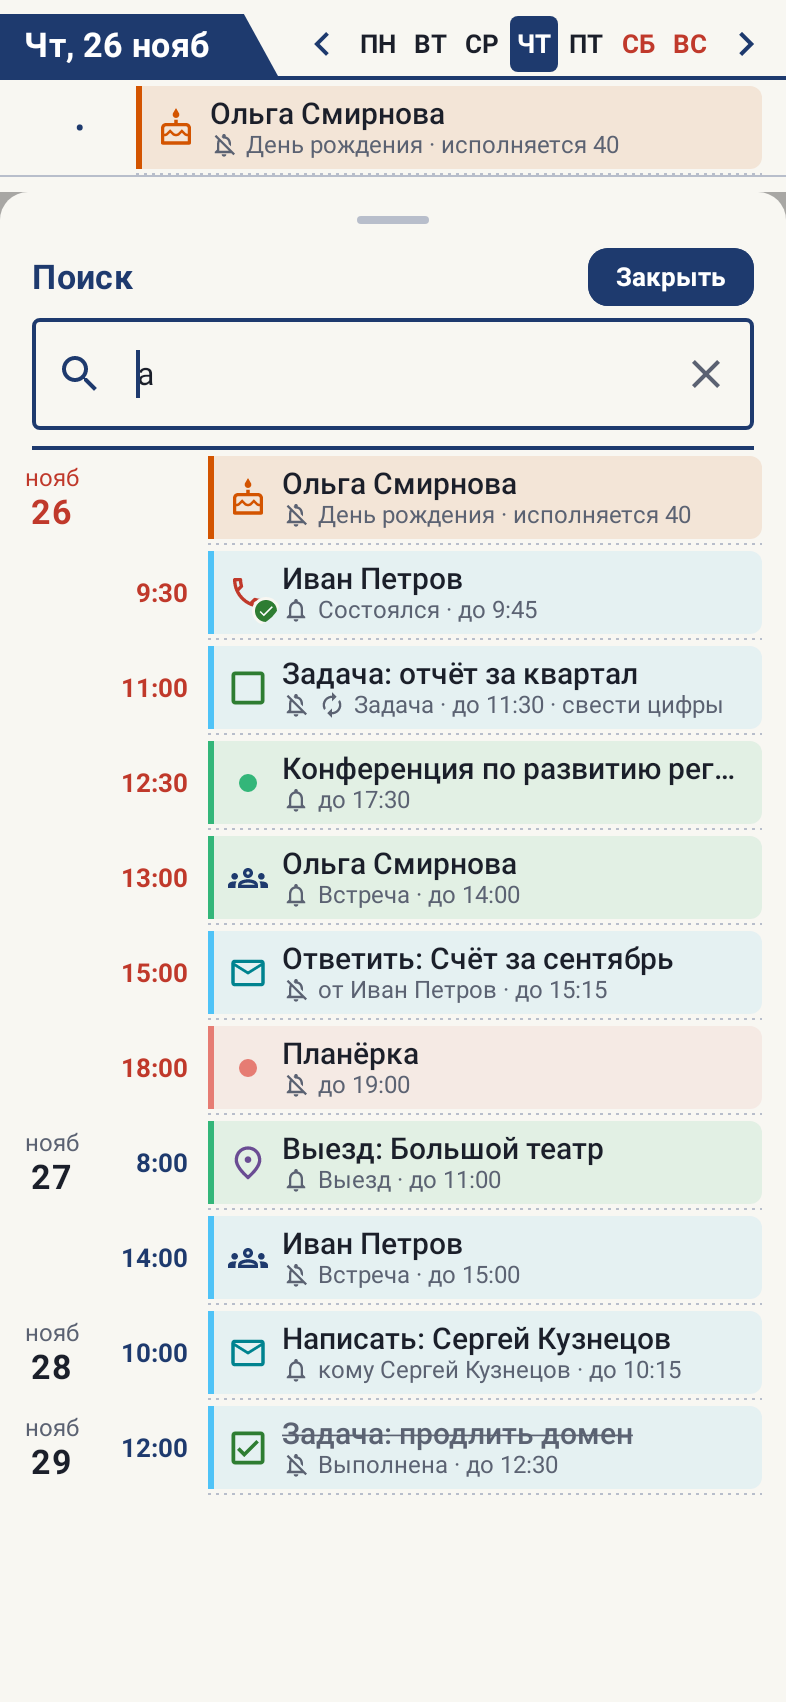 Чт, 26 нояб
ПН ВТ СР ЧТ ПТ СБ ВС
Ольга Смирнова
День рождения · исполняется 40
Поиск
Закрыть
а
нояб
26
Ольга Смирнова
День рождения · исполняется 40
9:30
Иван Петров
Состоялся · до 9:45
11:00
Задача: отчёт за квартал
Задача · до 11:30 · свести цифры
12:30
Конференция по развитию рег...
до 17:30
13:00
Ольга Смирнова
Встреча · до 14:00
15:00
Ответить: Счёт за сентябрь
от Иван Петров · до 15:15
18:00
Планёрка
до 19:00
нояб
27
8:00
Выезд: Большой театр
Выезд · до 11:00
14:00
Иван Петров
Встреча · до 15:00
нояб
28
10:00
Написать: Сергей Кузнецов
кому Сергей Кузнецов · до 10:15
нояб
29
12:00
Задача: продлить домен
Выполнена · до 12:30